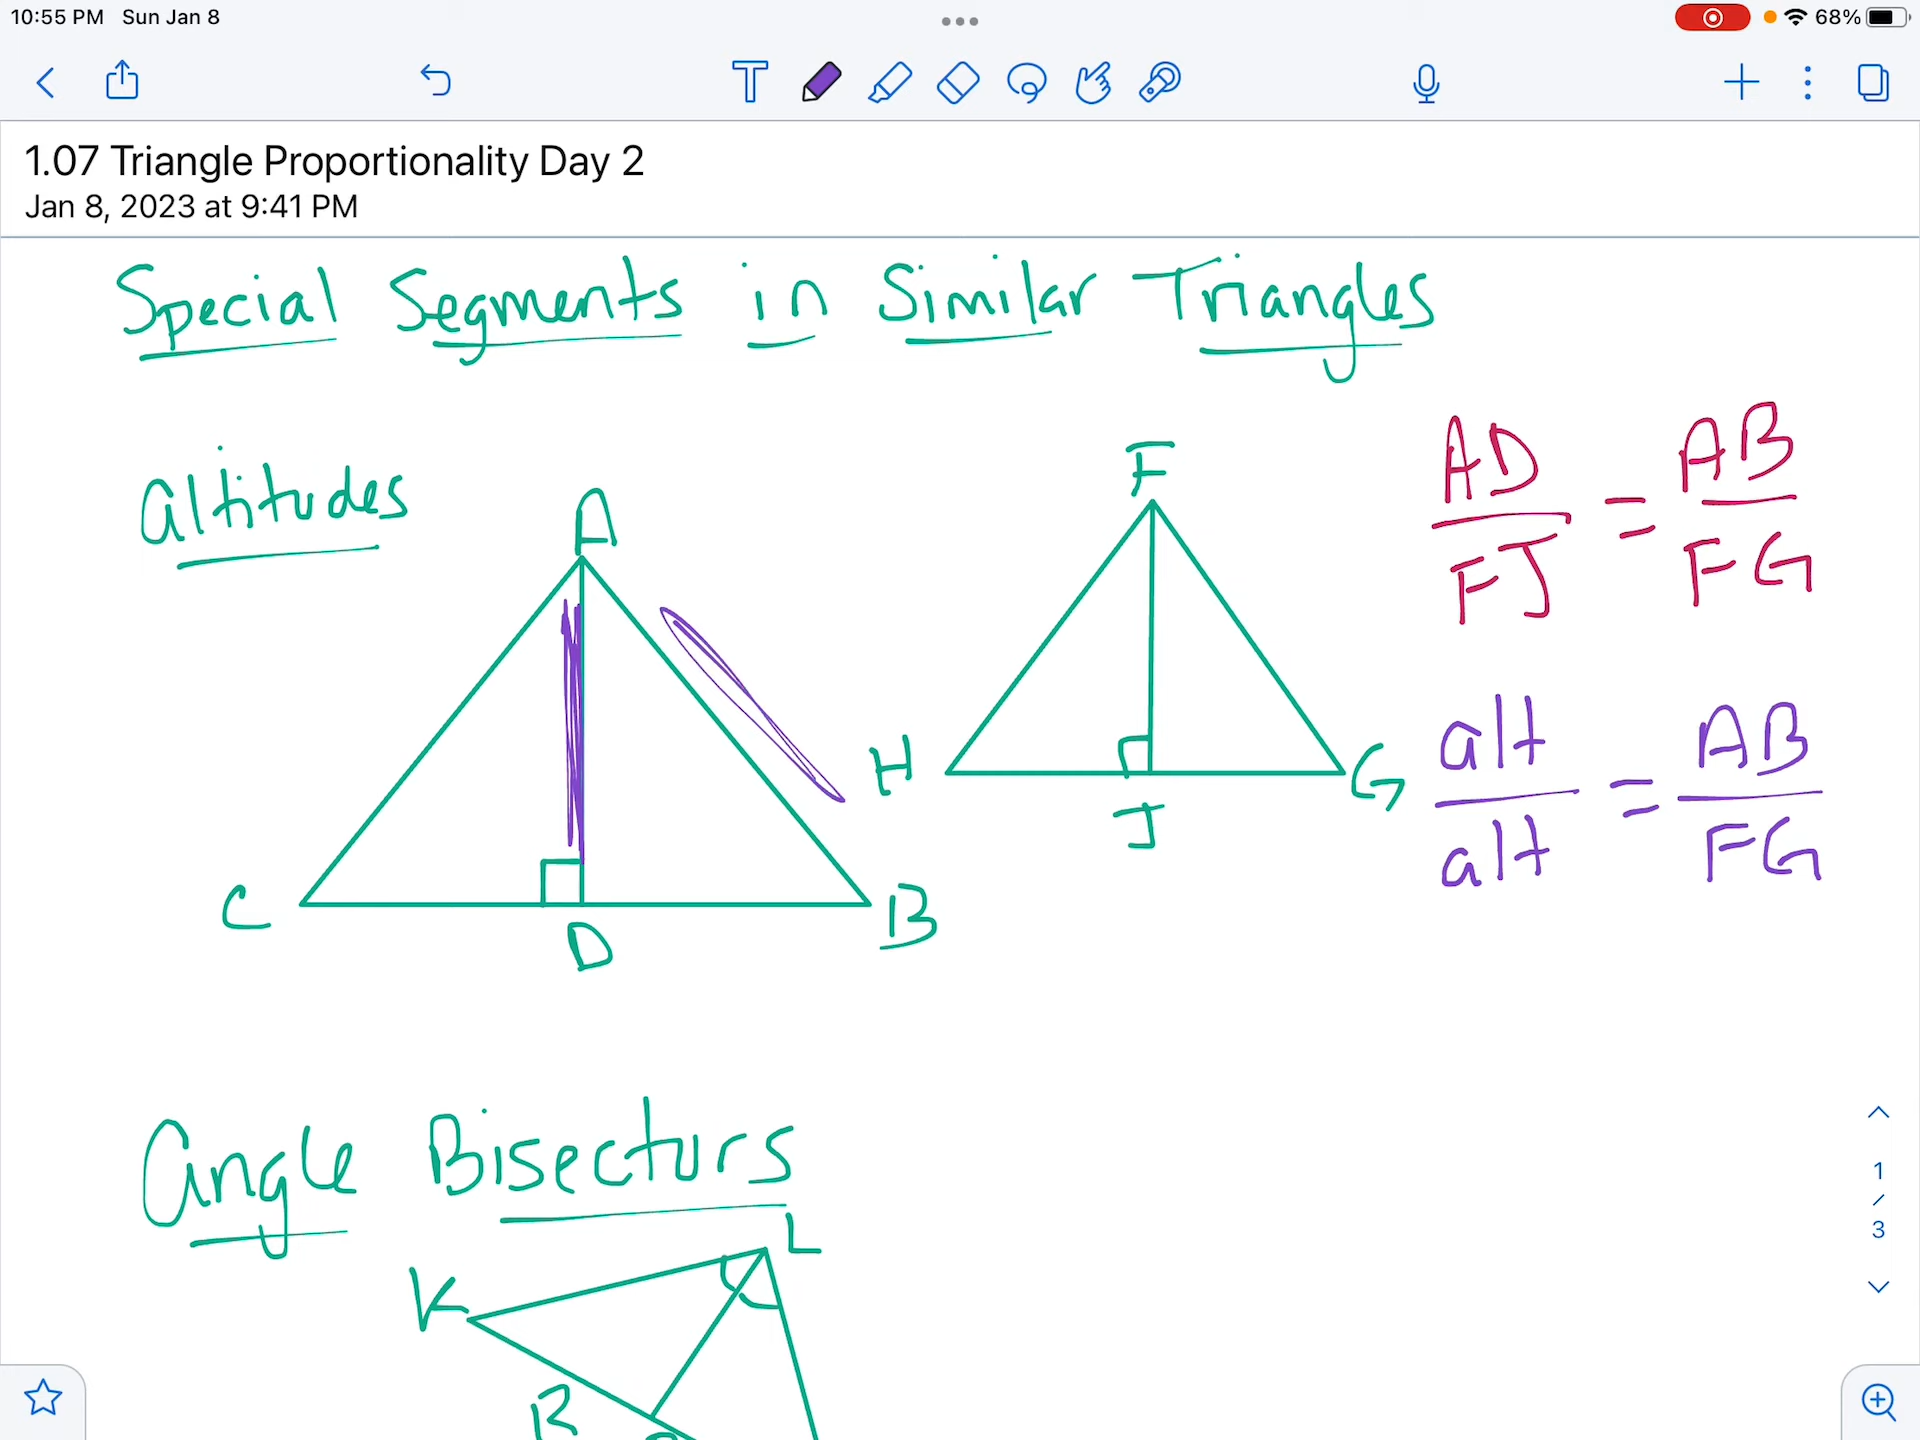 10:55 PM Sun Jan 8
68%
T
1.07 Triangle Proportionality Day 2
Jan 8, 2023 at 9:41 PM
Special Segments in Similar Triangles
altitudes
A
F
AD/FJ = AB/FG
H
G
J
alt/alt = AB/FG
C
B
D
Angle Bisectors
L
K
R
1
/
3